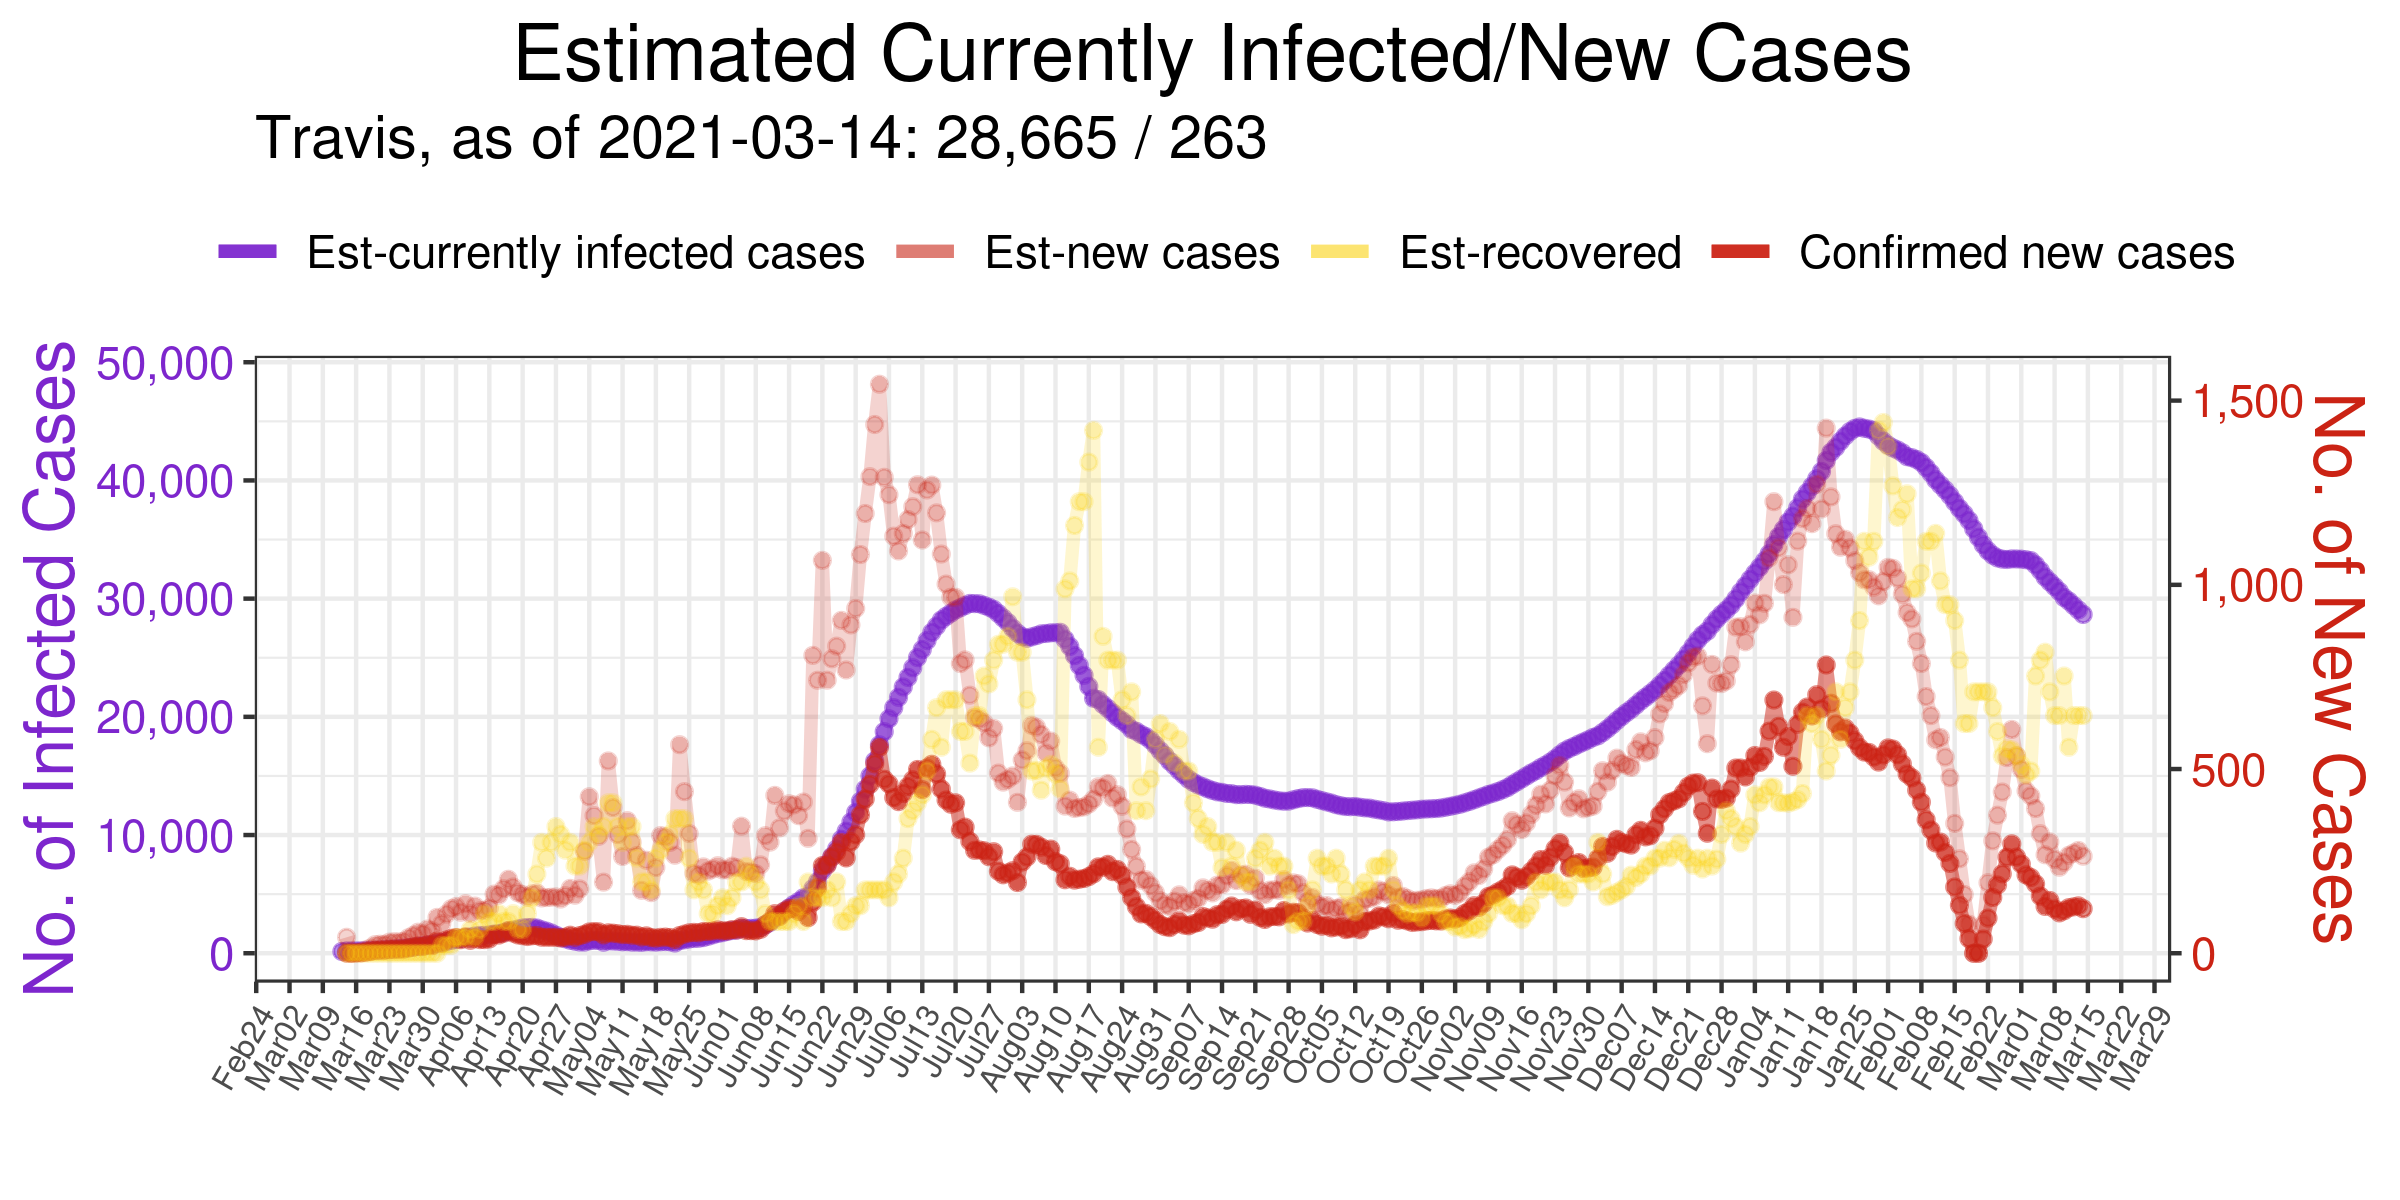 Estimated Currently Infected/New Cases
Travis, as of 2021-03-14: 28,665 / 263
Est-currently infected cases Est-new cases Est-recovered Confirmed new cases
No. of Infected Cases
50,000
40,000
30,000
20,000
10,000
0
1,500
1,000
500
0
No. of New Cases
Feb24 Mar02 Mar09 Mar16 Mar23 Mar30 Apr06 Apr13 Apr20 Apr27 May04 May11 May18 May25 Jun01 Jun08 Jun15 Jun22 Jun29 Jul06 Jul13 Jul20 Jul27 Aug03 Aug10 Aug17 Aug24 Aug31 Sep07 Sep14 Sep21 Sep28 Oct05 Oct12 Oct19 Oct26 Nov02 Nov09 Nov16 Nov23 Nov30 Dec07 Dec14 Dec21 Dec28 Jan04 Jan11 Jan18 Jan25 Feb01 Feb08 Feb15 Feb22 Mar01 Mar08 Mar15 Mar22 Mar29